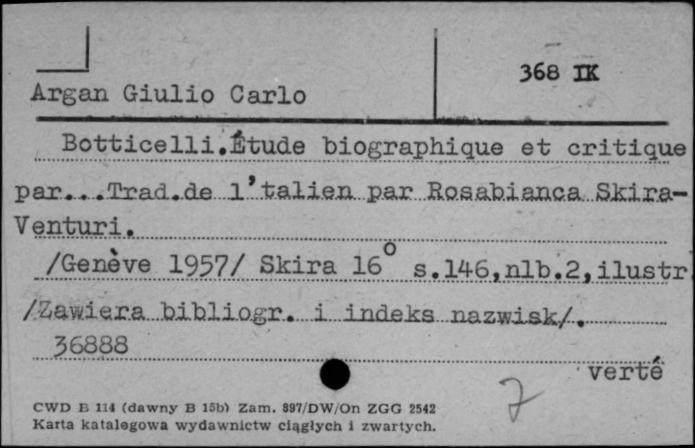 368 IK
Argan Giulio Carlo
Botticelli.Étude biographique et critique
par...Trad.de l'talien par Rosabianca Skira-
Venturi.
/Genève 1957/ Skira 16° s.146,nlb.2,ilustr.
/Zawiera bibliogr. i indeks nazwisk/.
36888
verté
7
CWD B 114 (dawny B 15b) Zam. 897/DW/On ZGG 2542
Karta katalogowa wydawnictw ciągłych i zwartych.